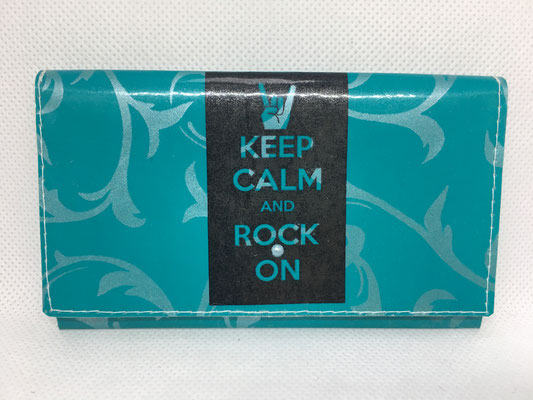 KEEP
CALM
AND
ROCK
ON